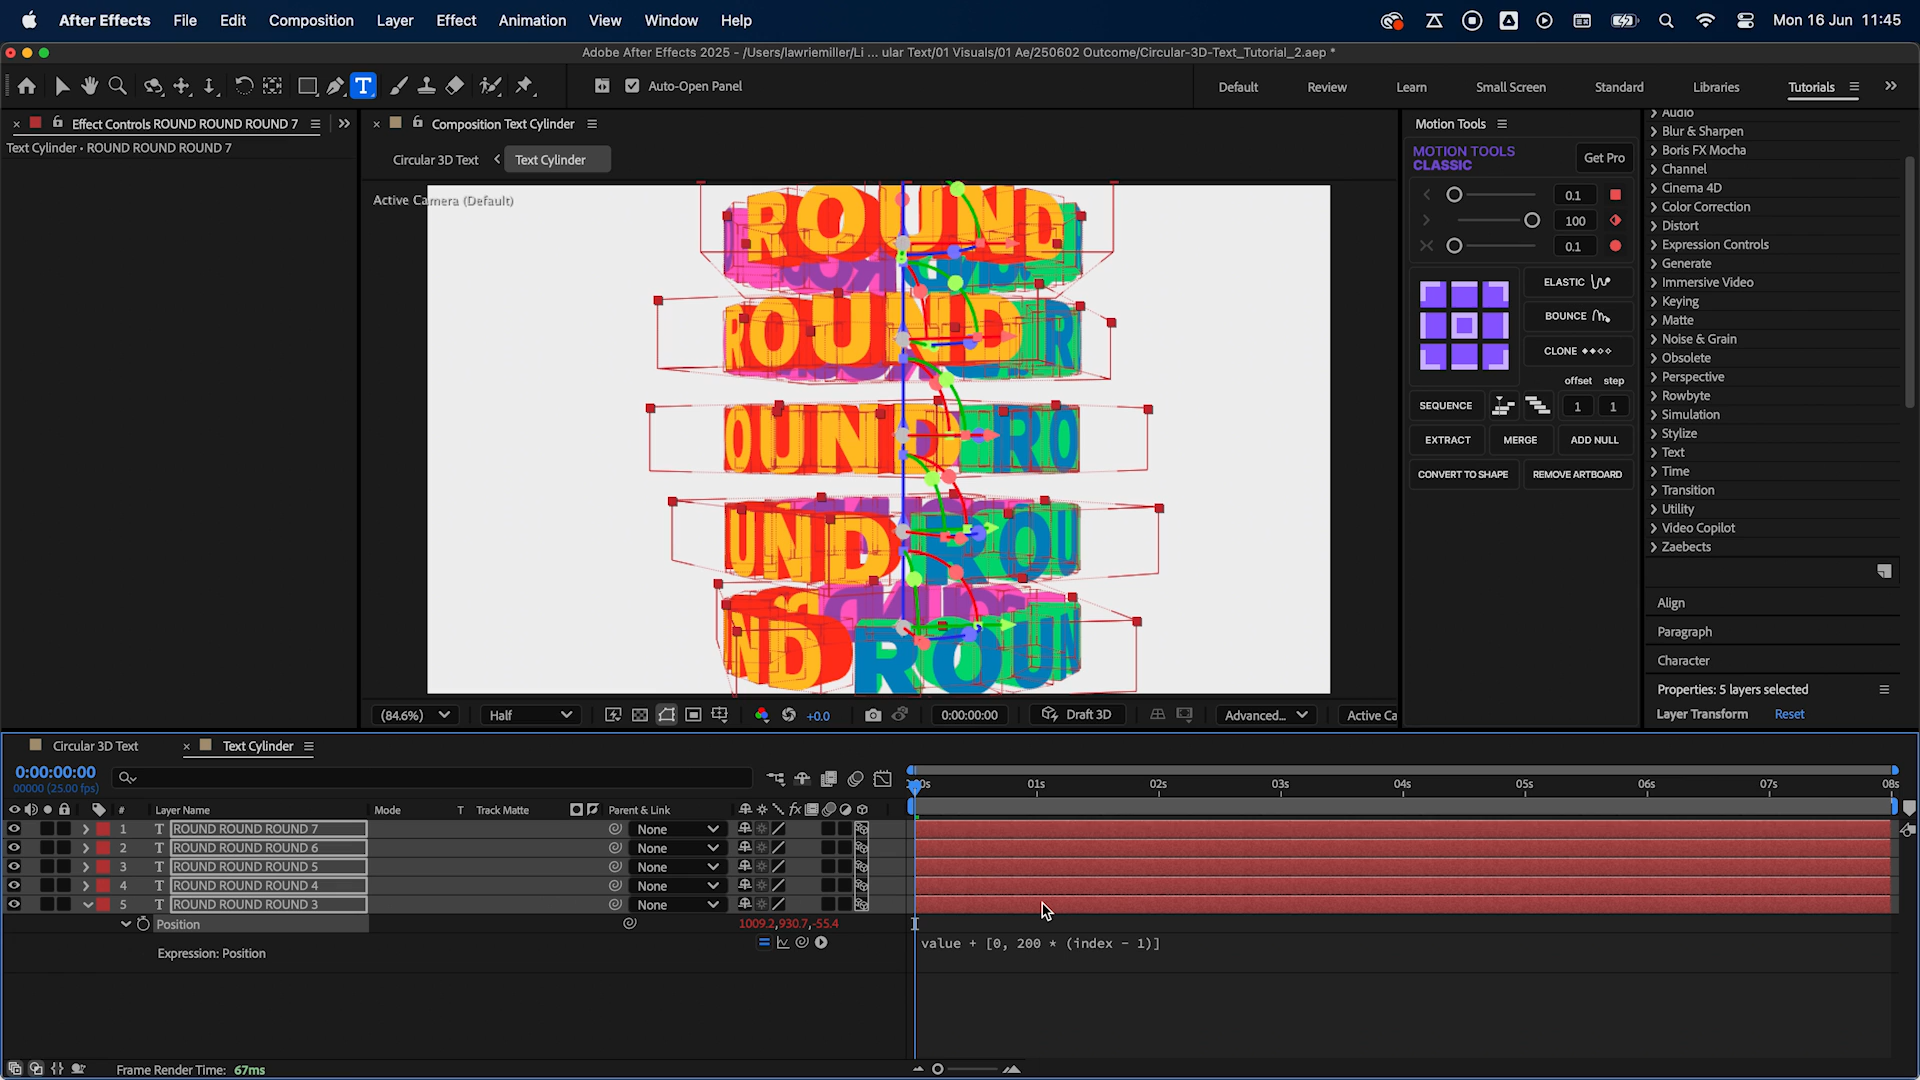 After Effects File Edit Composition Layer Effect Animation View Window Help Mon 16 Jun 11:45
Adobe After Effects 2025 - /Users/lawriemiller/Li ... ular Text/01 Visuals/01 Ae/250602 Outcome/Circular-3D-Text_Tutorial_2.aep *
T Auto-Open Panel Default Review Learn Small Screen Standard Libraries Tutorials
Effect Controls ROUND ROUND ROUND 7
Text Cylinder • ROUND ROUND ROUND 7
Composition Text Cylinder
Circular 3D Text Text Cylinder
Active Camera (Default)
ROUND
ROUND R
OUND RO
UND ROU
ND ROUN
(84.6%) Half +0.0 0:00:00:00 Draft 3D Advanced... Active Ca
Motion Tools
MOTION TOOLS
CLASSIC
Get Pro
0.1
100
0.1
ELASTIC
BOUNCE
CLONE
offset step
SEQUENCE 1 1
EXTRACT MERGE ADD NULL
CONVERT TO SHAPE REMOVE ARTBOARD
Audio
Blur & Sharpen
Boris FX Mocha
Channel
Cinema 4D
Color Correction
Distort
Expression Controls
Generate
Immersive Video
Keying
Matte
Noise & Grain
Obsolete
Perspective
Rowbyte
Simulation
Stylize
Text
Time
Transition
Utility
Video Copilot
Zaebects
Align
Paragraph
Character
Properties: 5 layers selected
Layer Transform Reset
Circular 3D Text Text Cylinder
0:00:00:00
00000 (25.00 fps)
00s 01s 02s 03s 04s 05s 06s 07s 08s
# Layer Name Mode T Track Matte Parent & Link fx
1 T ROUND ROUND ROUND 7 None
2 T ROUND ROUND ROUND 6 None
3 T ROUND ROUND ROUND 5 None
4 T ROUND ROUND ROUND 4 None
5 T ROUND ROUND ROUND 3 None
Position 1009.2,930.7,-55.4
Expression: Position value + [0, 200 * (index - 1)]
Frame Render Time: 67ms